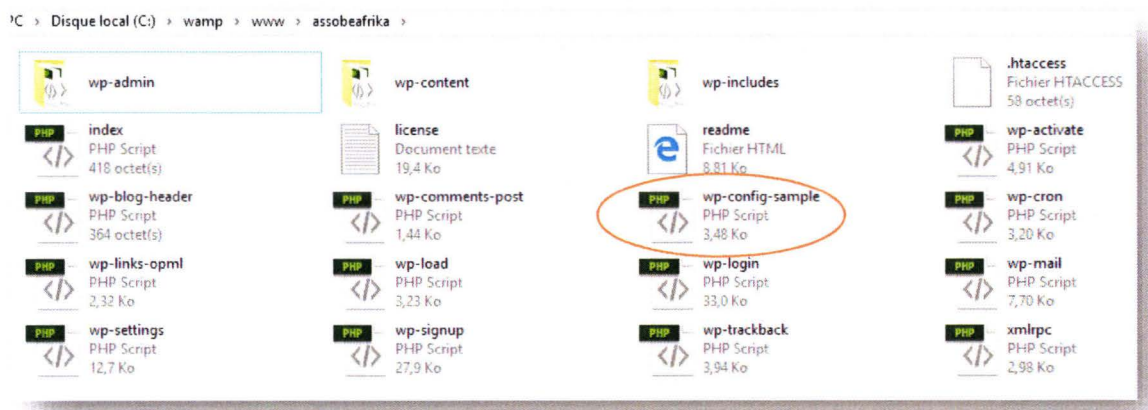 PC > Disque local (C:) > wamp > www > assobeafrika >
wp-admin
wp-content
wp-includes
.htaccess
Fichier HTACCESS
58 octet(s)
PHP
index
PHP Script
418 octet(s)
license
Document texte
19,4 Ko
readme
Fichier HTML
8,81 Ko
PHP
wp-activate
PHP Script
4,91 Ko
PHP
wp-blog-header
PHP Script
364 octet(s)
PHP
wp-comments-post
PHP Script
1,44 Ko
PHP
wp-config-sample
PHP Script
3,48 Ko
PHP
wp-cron
PHP Script
3,20 Ko
PHP
wp-links-opml
PHP Script
2,32 Ko
PHP
wp-load
PHP Script
3,23 Ko
PHP
wp-login
PHP Script
33,0 Ko
PHP
wp-mail
PHP Script
7,70 Ko
PHP
wp-settings
PHP Script
12,7 Ko
PHP
wp-signup
PHP Script
27,9 Ko
PHP
wp-trackback
PHP Script
3,94 Ko
PHP
xmlrpc
PHP Script
2,98 Ko